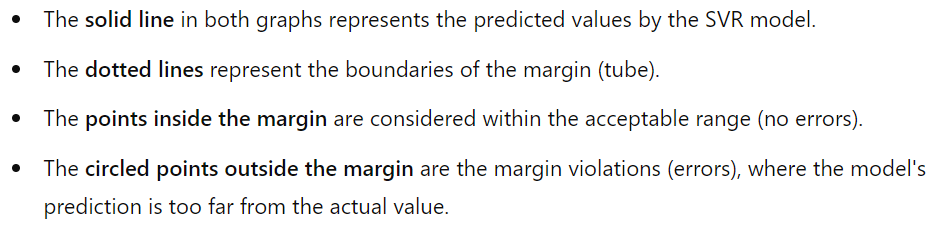 • The solid line in both graphs represents the predicted values by the SVR model.
• The dotted lines represent the boundaries of the margin (tube).
• The points inside the margin are considered within the acceptable range (no errors).
• The circled points outside the margin are the margin violations (errors), where the model's
prediction is too far from the actual value.